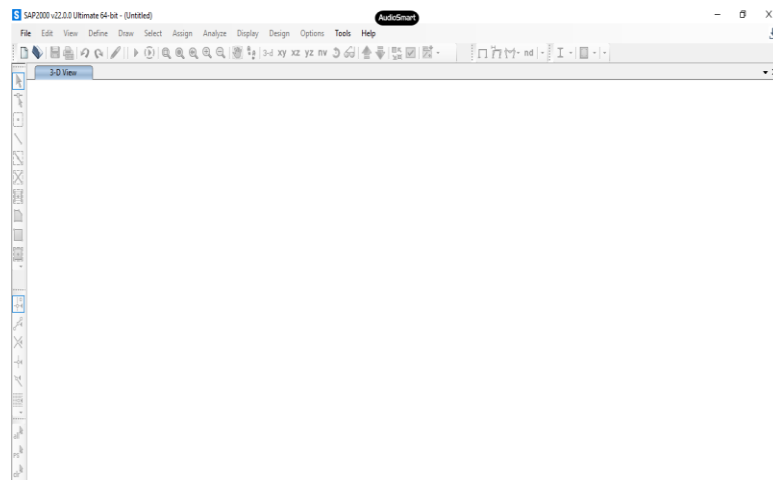 SAP2000 v22.0.0 Ultimate 64-bit - (Untitled)
AudioSmart
File Edit View Define Draw Select Assign Analyze Display Design Options Tools Help
3-d xy xz yz nv nd
3-D View